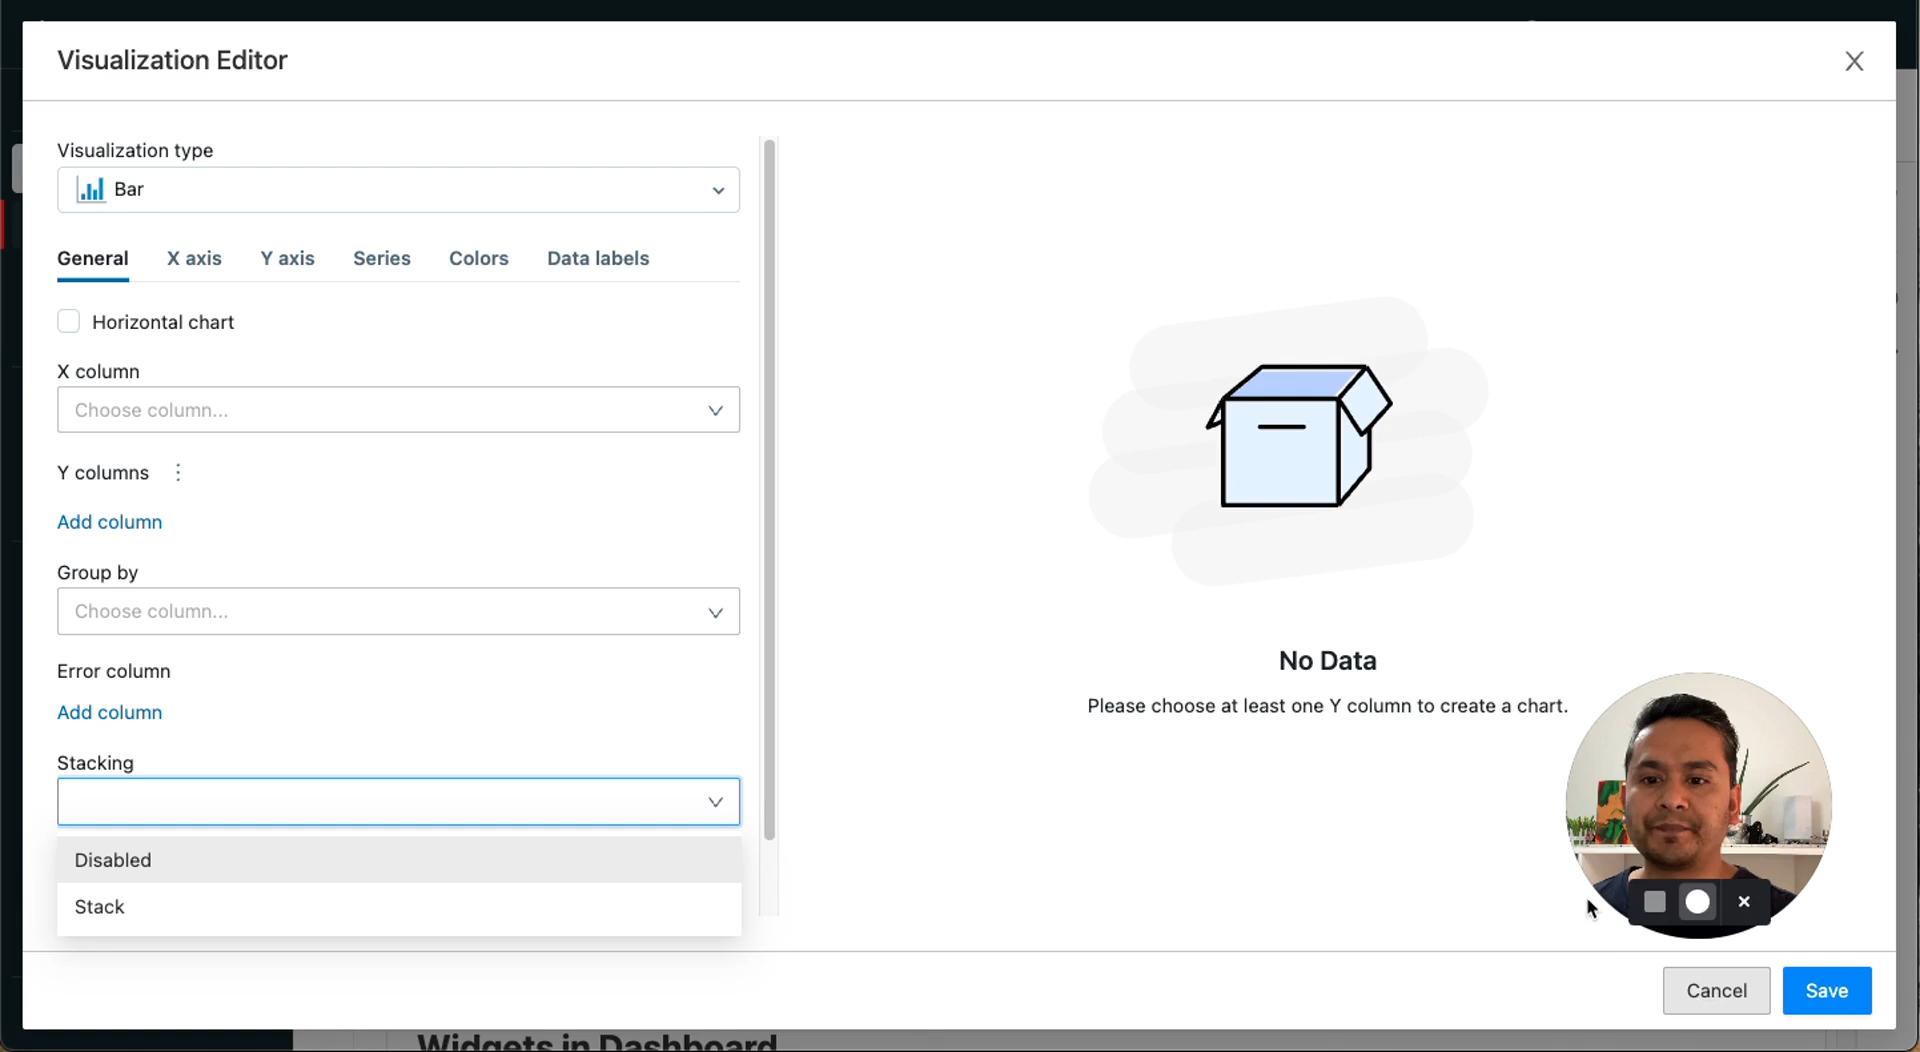 Visualization Editor
Visualization type
Bar
General X axis Y axis Series Colors Data labels
Horizontal chart
X column
Choose column...
Y columns
Add column
Group by
Choose column...
Error column
Add column
Stacking
Disabled
Stack
No Data
Please choose at least one Y column to create a chart.
Cancel Save
Widgets in Dashboard